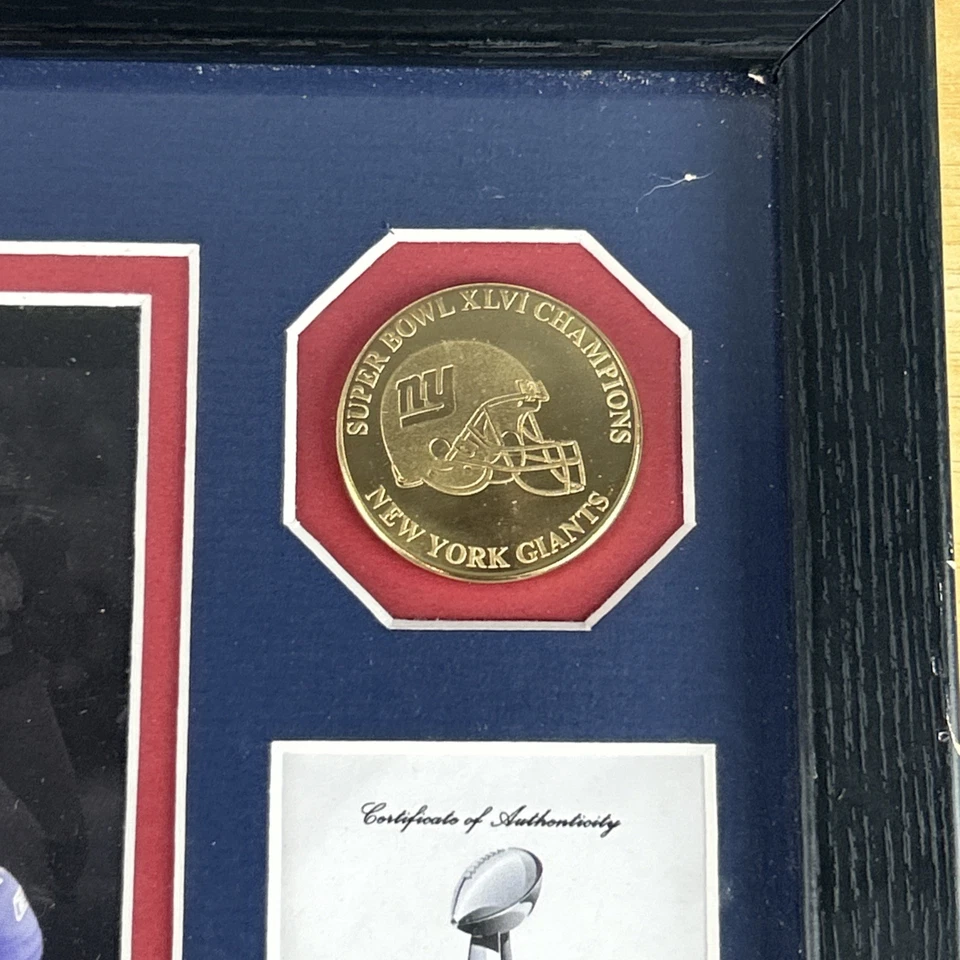 SUPER BOWL XLVI CHAMPIONS
ny
NEW YORK GIANTS
Certificate of Authenticity